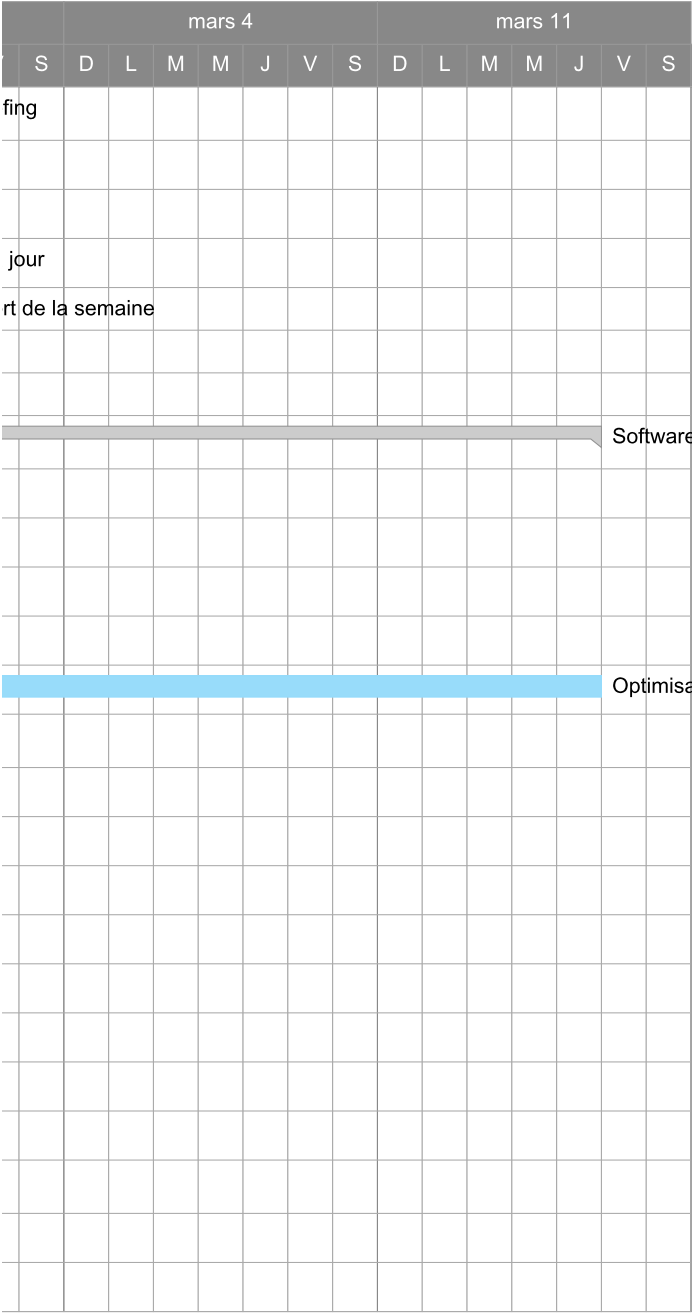 mars 4 mars 11
S D L M M J V S D L M M J V S
fing
jour
rt de la semaine
Software
Optimisa